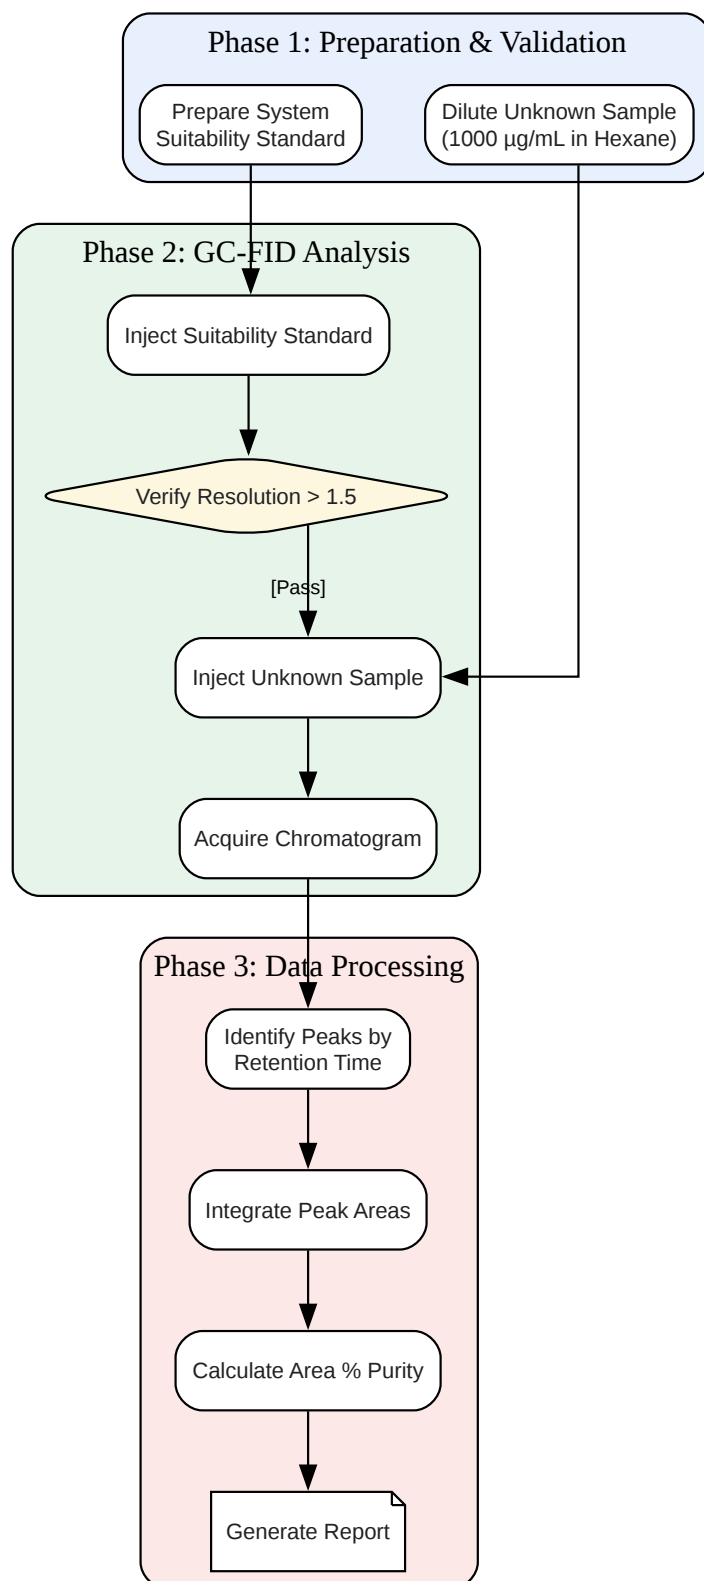 Phase 1: Preparation & Validation
Prepare System
Suitability Standard
Dilute Unknown Sample
(1000 µg/mL in Hexane)
Phase 2: GC-FID Analysis
Inject Suitability Standard
Verify Resolution > 1.5
[Pass]
Inject Unknown Sample
Acquire Chromatogram
Phase 3: Data Processing
Identify Peaks by
Retention Time
Integrate Peak Areas
Calculate Area % Purity
Generate Report